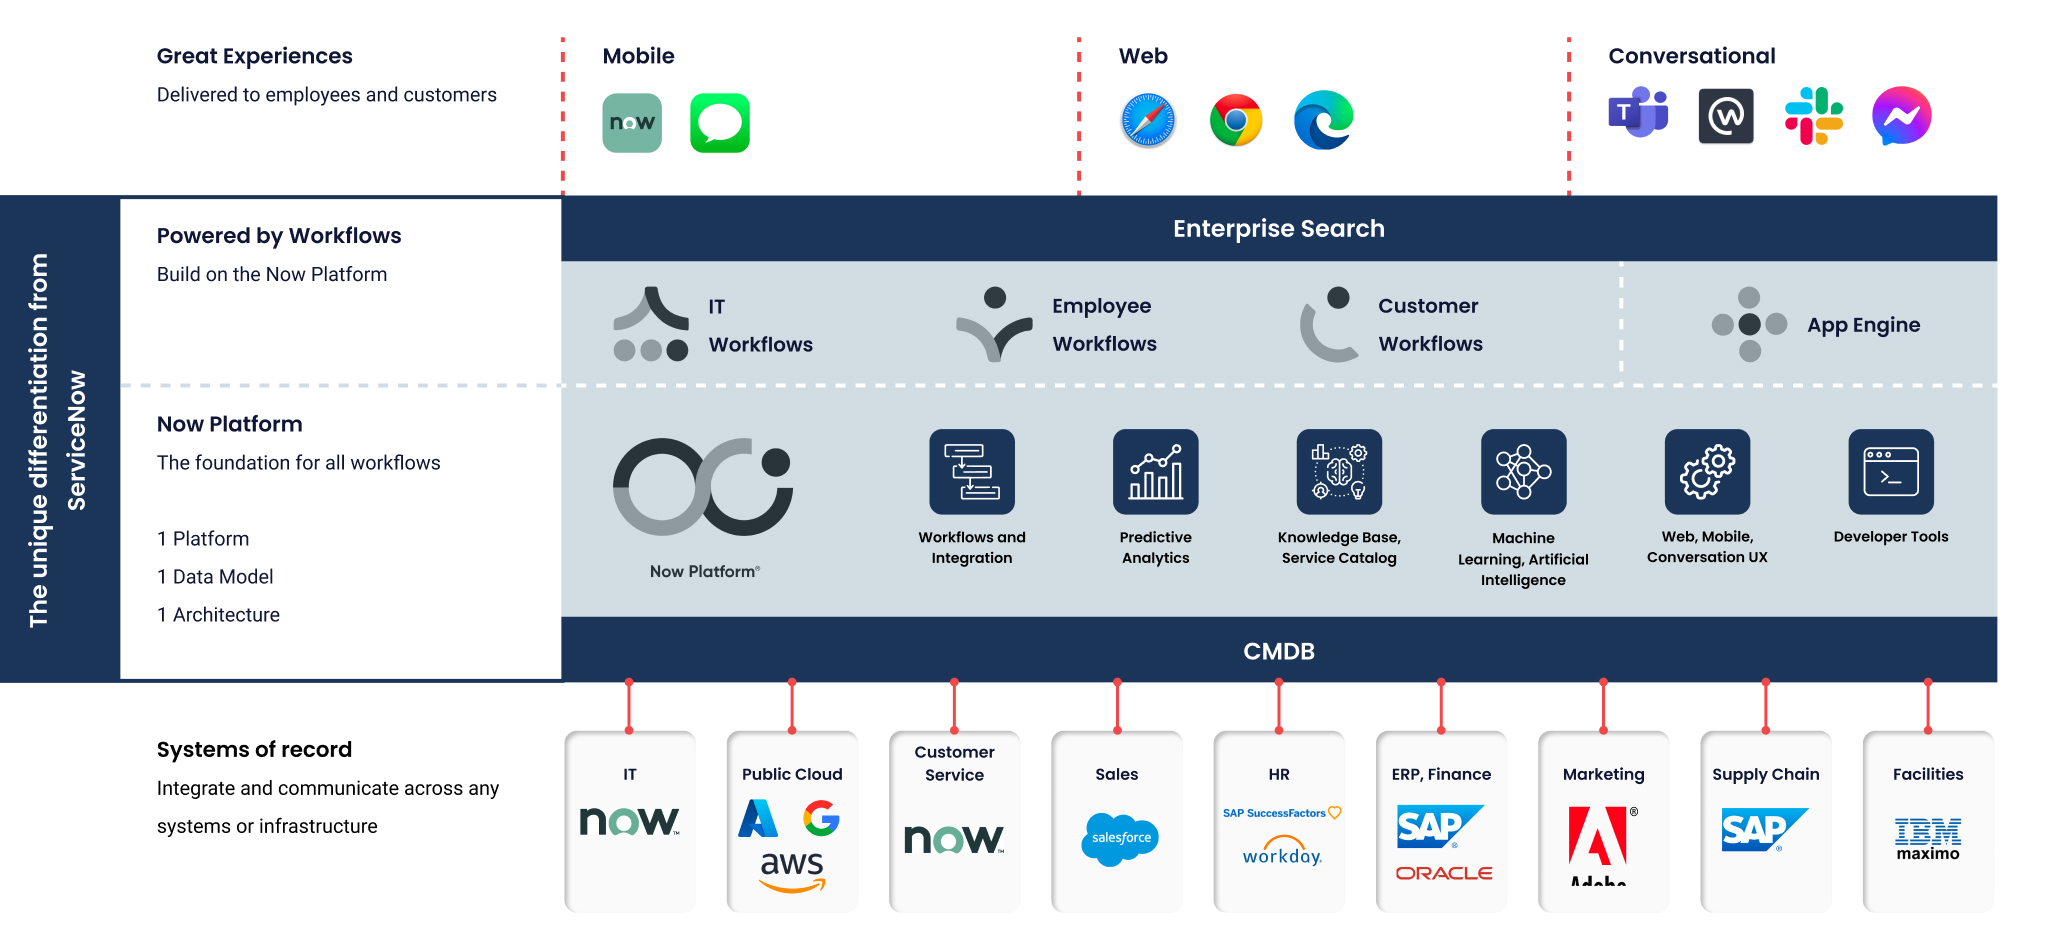 Great Experiences
Delivered to employees and customers
Mobile
now
Web
Conversational
T
The unique differentiation from
ServiceNow
Powered by Workflows
Build on the Now Platform
Enterprise Search
IT
Workflows
Employee
Workflows
Customer
Workflows
App Engine
Now Platform
The foundation for all workflows
1 Platform
1 Data Model
1 Architecture
Now Platform®
Workflows and
Integration
Predictive
Analytics
Knowledge Base,
Service Catalog
Machine
Learning, Artificial
Intelligence
Web, Mobile,
Conversation UX
Developer Tools
CMDB
Systems of record
Integrate and communicate across any
systems or infrastructure
IT
now™
Public Cloud
aws
Customer
Service
now™
Sales
salesforce
HR
SAP SuccessFactors
workday.
ERP, Finance
SAP®
ORACLE
Marketing
®
Adobe
Supply Chain
SAP®
Facilities
IBM
maximo